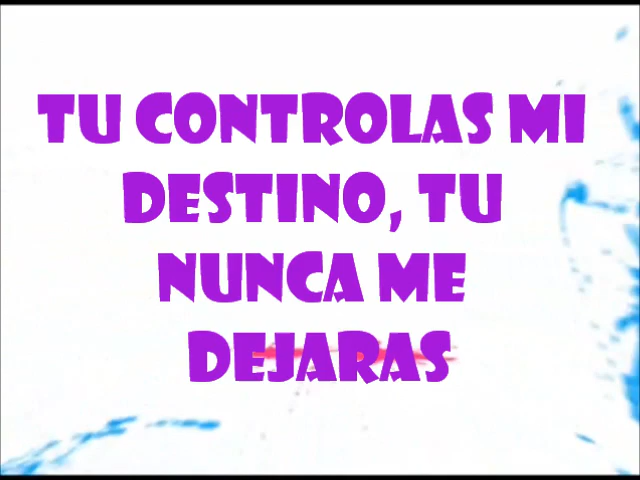 TU CONTROLAS MI
DESTINO, TU
NUNCA ME
DEJARAS